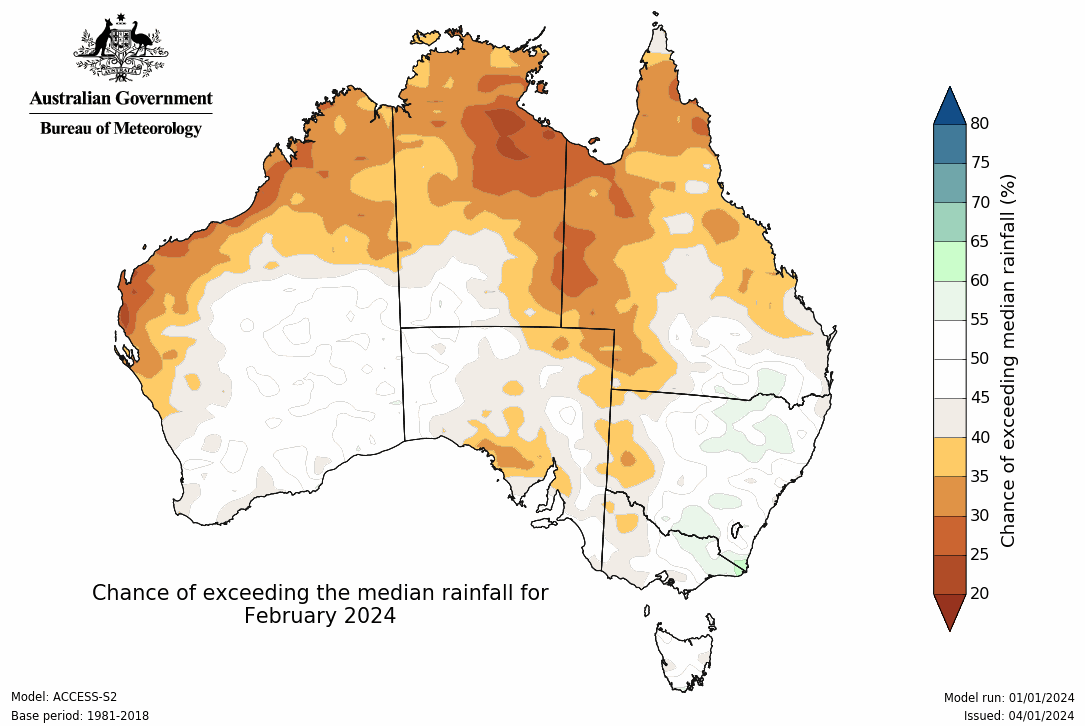 AUSTRALIA
Australian Government
Bureau of Meteorology
80
75
70
65
60
55
50
45
40
35
30
25
20
Chance of exceeding median rainfall (%)
Chance of exceeding the median rainfall for
February 2024
Model: ACCESS-S2
Base period: 1981-2018
Model run: 01/01/2024
Issued: 04/01/2024